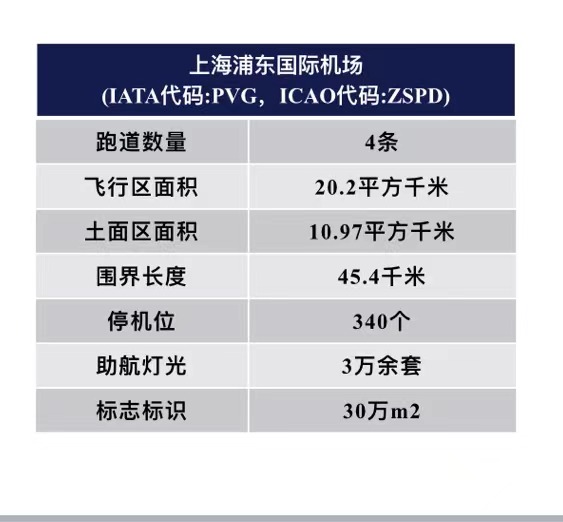 上海浦东国际机场
(IATA代码:PVG，ICAO代码:ZSPD)
跑道数量 4条
飞行区面积 20.2平方千米
土面区面积 10.97平方千米
围界长度 45.4千米
停机位 340个
助航灯光 3万余套
标志标识 30万m2